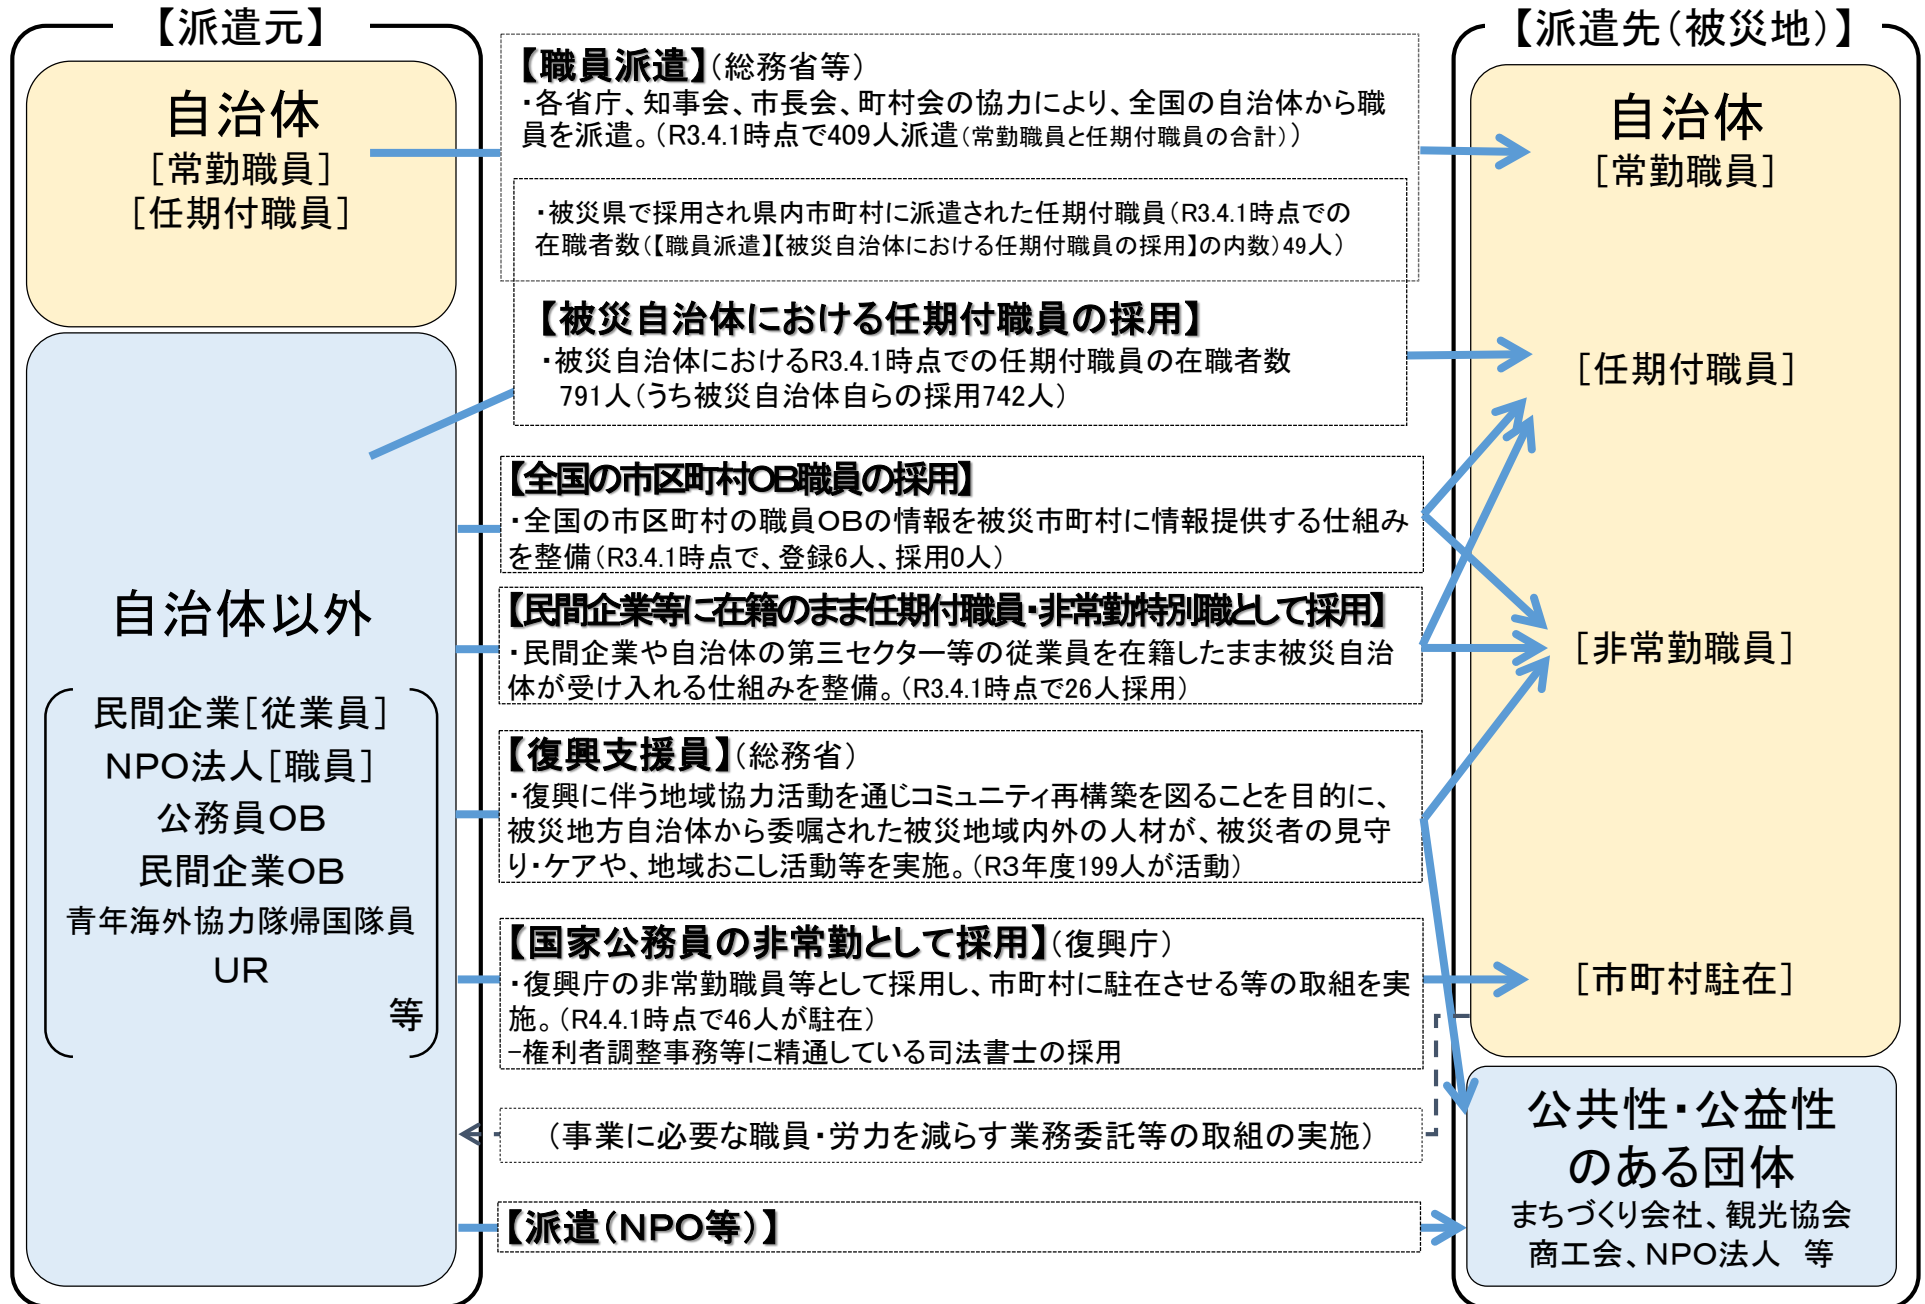 【派遣元】
自治体
[常勤職員]
[任期付職員]
自治体以外
民間企業[従業員]
NPO法人[職員]
公務員OB
民間企業OB
青年海外協力隊帰国隊員
UR
等
【職員派遣】(総務省等)
・各省庁、知事会、市長会、町村会の協力により、全国の自治体から職
員を派遣。(R3.4.1時点で409人派遣(常勤職員と任期付職員の合計))
・被災県で採用され県内市町村に派遣された任期付職員(R3.4.1時点での
在職者数(【職員派遣】【被災自治体における任期付職員の採用】の内数)49人)
【被災自治体における任期付職員の採用】
・被災自治体におけるR3.4.1時点での任期付職員の在職者数
791人(うち被災自治体自らの採用742人)
【全国の市区町村OB職員の採用】
・全国の市区町村の職員OBの情報を被災市町村に情報提供する仕組み
を整備(R3.4.1時点で、登録6人、採用0人)
【民間企業等に在籍のまま任期付職員・非常勤特別職として採用】
・民間企業や自治体の第三セクター等の従業員を在籍したまま被災自治
体が受け入れる仕組みを整備。(R3.4.1時点で26人採用)
【復興支援員】(総務省)
・復興に伴う地域協力活動を通じコミュニティ再構築を図ることを目的に、
被災地方自治体から委嘱された被災地域内外の人材が、被災者の見守
り・ケアや、地域おこし活動等を実施。(R3年度199人が活動)
【国家公務員の非常勤として採用】(復興庁)
・復興庁の非常勤職員等として採用し、市町村に駐在させる等の取組を実
施。(R4.4.1時点で46人が駐在)
-権利者調整事務等に精通している司法書士の採用
(事業に必要な職員・労力を減らす業務委託等の取組の実施)
【派遣(NPO等)】
【派遣先(被災地)】
自治体
[常勤職員]
[任期付職員]
[非常勤職員]
[市町村駐在]
公共性・公益性
のある団体
まちづくり会社、観光協会
商工会、NPO法人 等